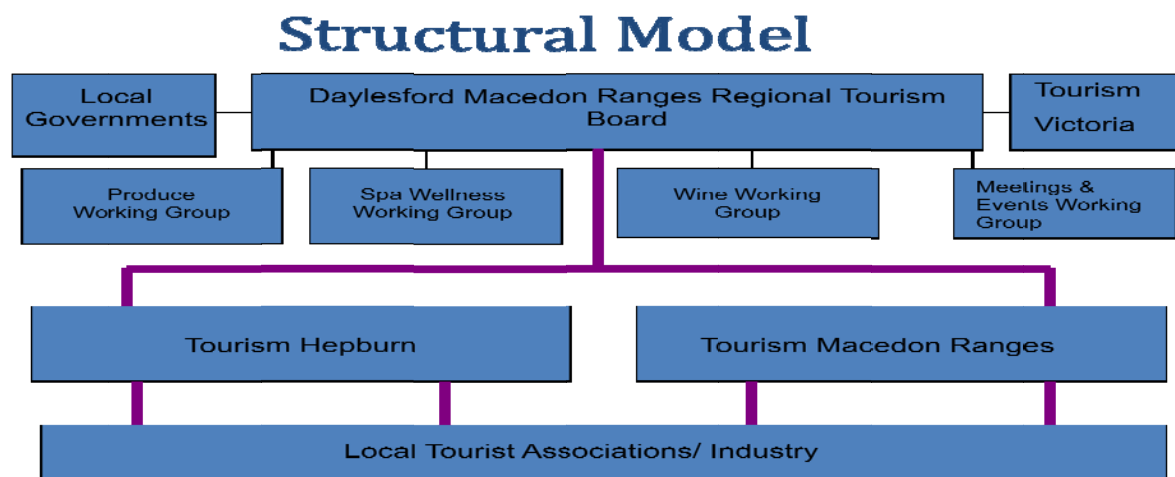 Structural Model
Local
Governments
Daylesford Macedon Ranges Regional Tourism
Board
Tourism
Victoria
Produce
Working Group
Spa Wellness
Working Group
Wine Working
Group
Meetings &
Events Working
Group
Tourism Hepburn
Tourism Macedon Ranges
Local Tourist Associations/ Industry